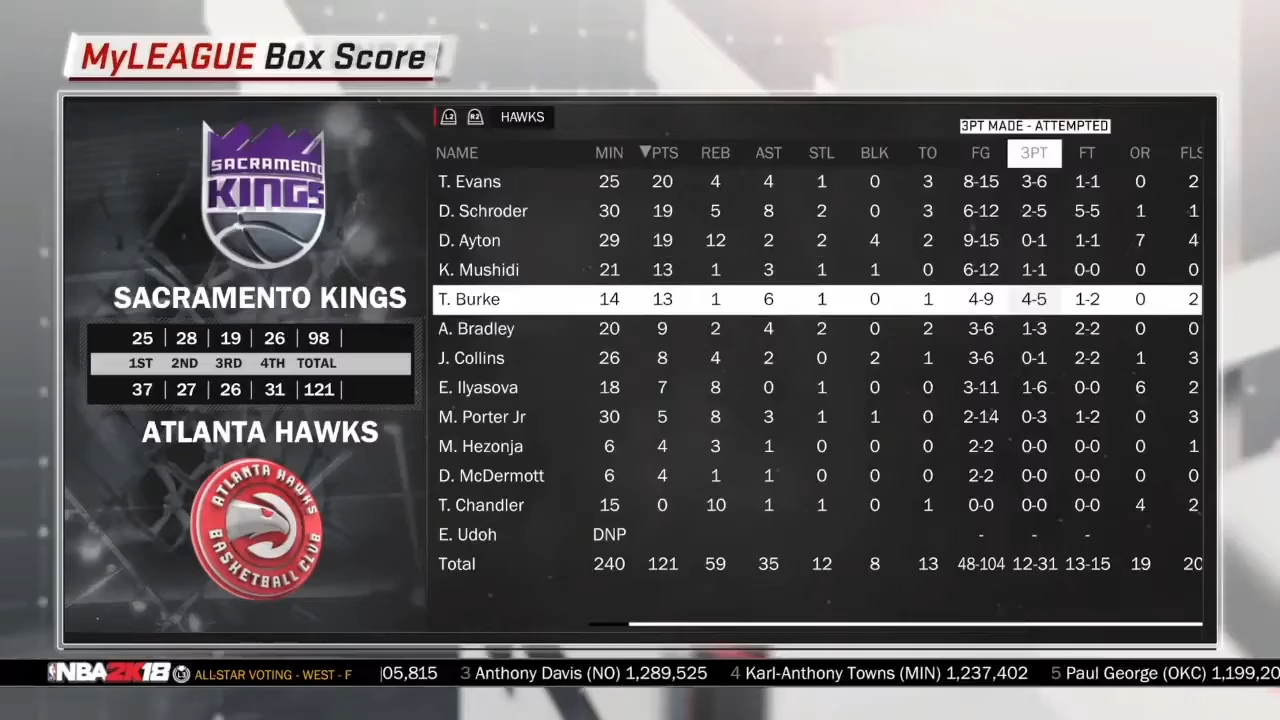 MyLEAGUE Box Score
L2 R2 HAWKS
3PT MADE - ATTEMPTED
NAME MIN PTS REB AST STL BLK TO FG 3PT FT OR FLS
T. Evans 25 20 4 4 1 0 3 8-15 3-6 1-1 0 2
D. Schroder 30 19 5 8 2 0 3 6-12 2-5 5-5 1 1
D. Ayton 29 19 12 2 2 4 2 9-15 0-1 1-1 7 4
K. Mushidi 21 13 1 3 1 1 0 6-12 1-1 0-0 0 0
T. Burke 14 13 1 6 1 0 1 4-9 4-5 1-2 0 2
A. Bradley 20 9 2 4 2 0 2 3-6 1-3 2-2 0 0
J. Collins 26 8 4 2 0 2 1 3-6 0-1 2-2 1 3
E. Ilyasova 18 7 8 0 1 0 0 3-11 1-6 0-0 6 2
M. Porter Jr 30 5 8 3 1 1 0 2-14 0-3 1-2 0 3
M. Hezonja 6 4 3 1 0 0 0 2-2 0-0 0-0 0 1
D. McDermott 6 4 1 1 0 0 0 2-2 0-0 0-0 0 0
T. Chandler 15 0 10 1 1 0 1 0-0 0-0 0-0 4 2
E. Udoh DNP - - -
Total 240 121 59 35 12 8 13 48-104 12-31 13-15 19 20
SACRAMENTO
KINGS
SACRAMENTO KINGS
25 28 19 26 98
1ST 2ND 3RD 4TH TOTAL
37 27 26 31 121
ATLANTA HAWKS
ATLANTA HAWKS
BASKETBALL CLUB
NBA 2K18 ALLSTAR VOTING - WEST - F 05,815 3 Anthony Davis (NO) 1,289,525 4 Karl-Anthony Towns (MIN) 1,237,402 5 Paul George (OKC) 1,199,20